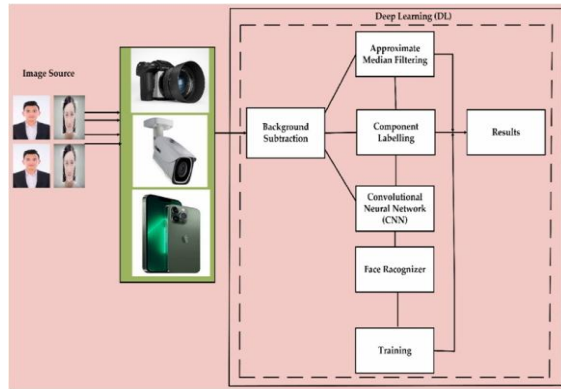 Deep Learning (DL)
Image Source
Approximate
Median Filtering
Background
Subtraction
Component
Labelling
Results
Convolutional
Neural Network
(CNN)
Face Racognizer
Training